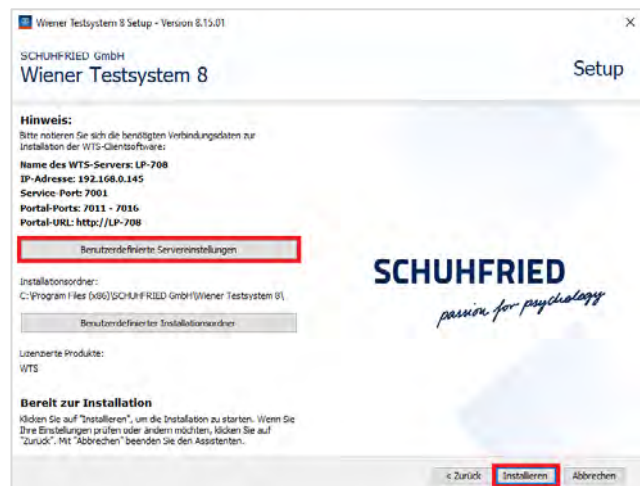 Wiener Testsystem 8 Setup - Version 8.15.01
SCHUHFRIED GmbH
Wiener Testsystem 8
Setup
Hinweis:
Bitte notieren Sie sich die benötigten Verbindungsdaten zur
Installation der WTS-Clientsoftware:
Name des WTS-Servers: LP-708
IP-Adresse: 192.168.0.145
Service-Port: 7001
Portal-Ports: 7011 - 7016
Portal-URL: http://LP-708
Benutzerdefinierte Servereinstellungen
Installationsordner:
C:\Program Files (x86)\SCHUHFRIED GmbH\Wiener Testsystem 8\
Benutzerdefinierter Installationsordner
Lizenzierte Produkte:
WTS
SCHUHFRIED
passion for psychology
Bereit zur Installation
Klicken Sie auf "Installieren", um die Installation zu starten. Wenn Sie
Ihre Einstellungen prüfen oder ändern möchten, klicken Sie auf
"Zurück". Mit "Abbrechen" beenden Sie den Assistenten.
< Zurück
Installieren
Abbrechen